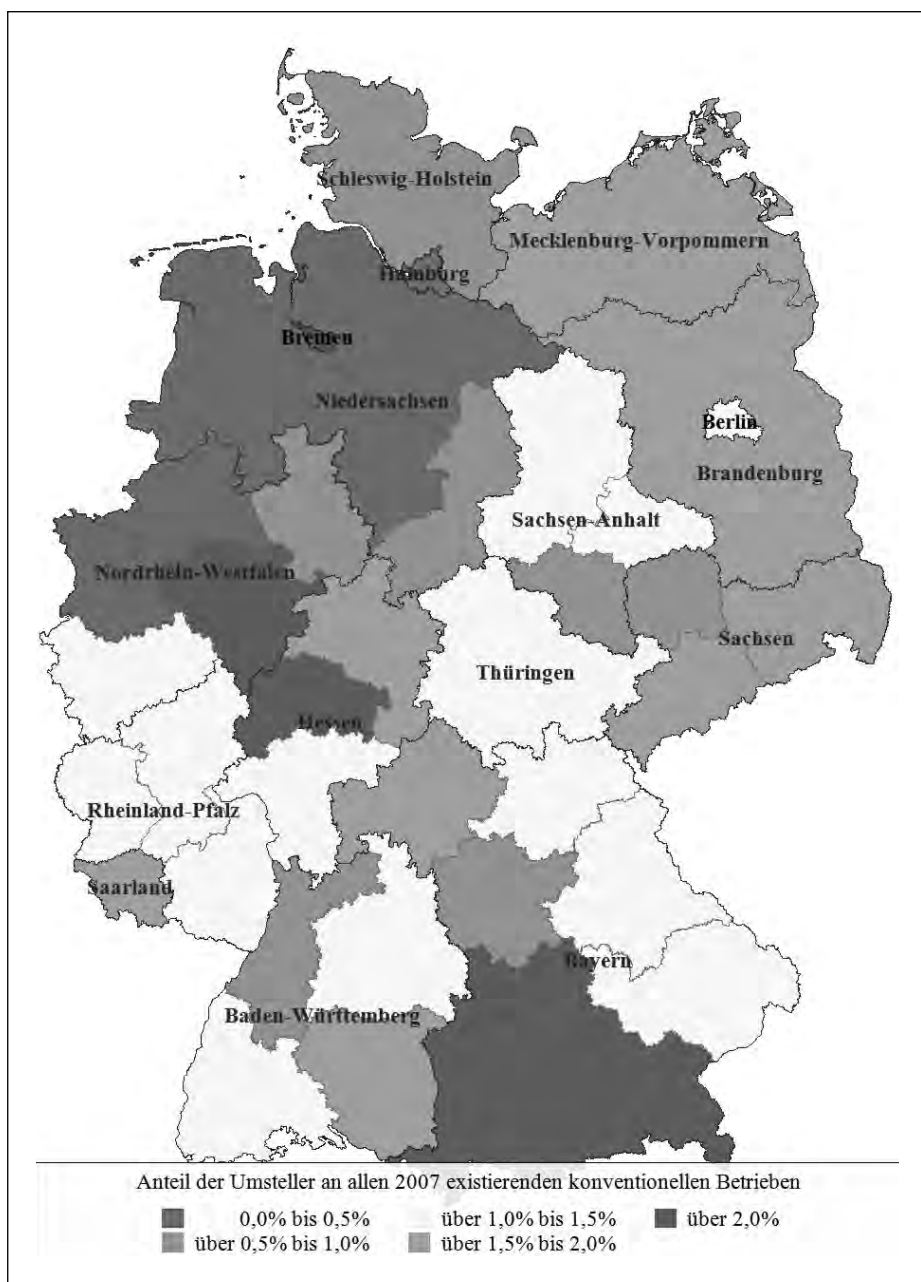 Schleswig-Holstein
Mecklenburg-Vorpommern
Hamburg
Bremen
Niedersachsen
Berlin
Brandenburg
Sachsen-Anhalt
Nordrhein-Westfalen
Sachsen
Thüringen
Hessen
Rheinland-Pfalz
Saarland
Bayern
Baden-Württemberg
Anteil der Umsteller an allen 2007 existierenden konventionellen Betrieben
0,0% bis 0,5% über 1,0% bis 1,5% über 2,0%
über 0,5% bis 1,0% über 1,5% bis 2,0%